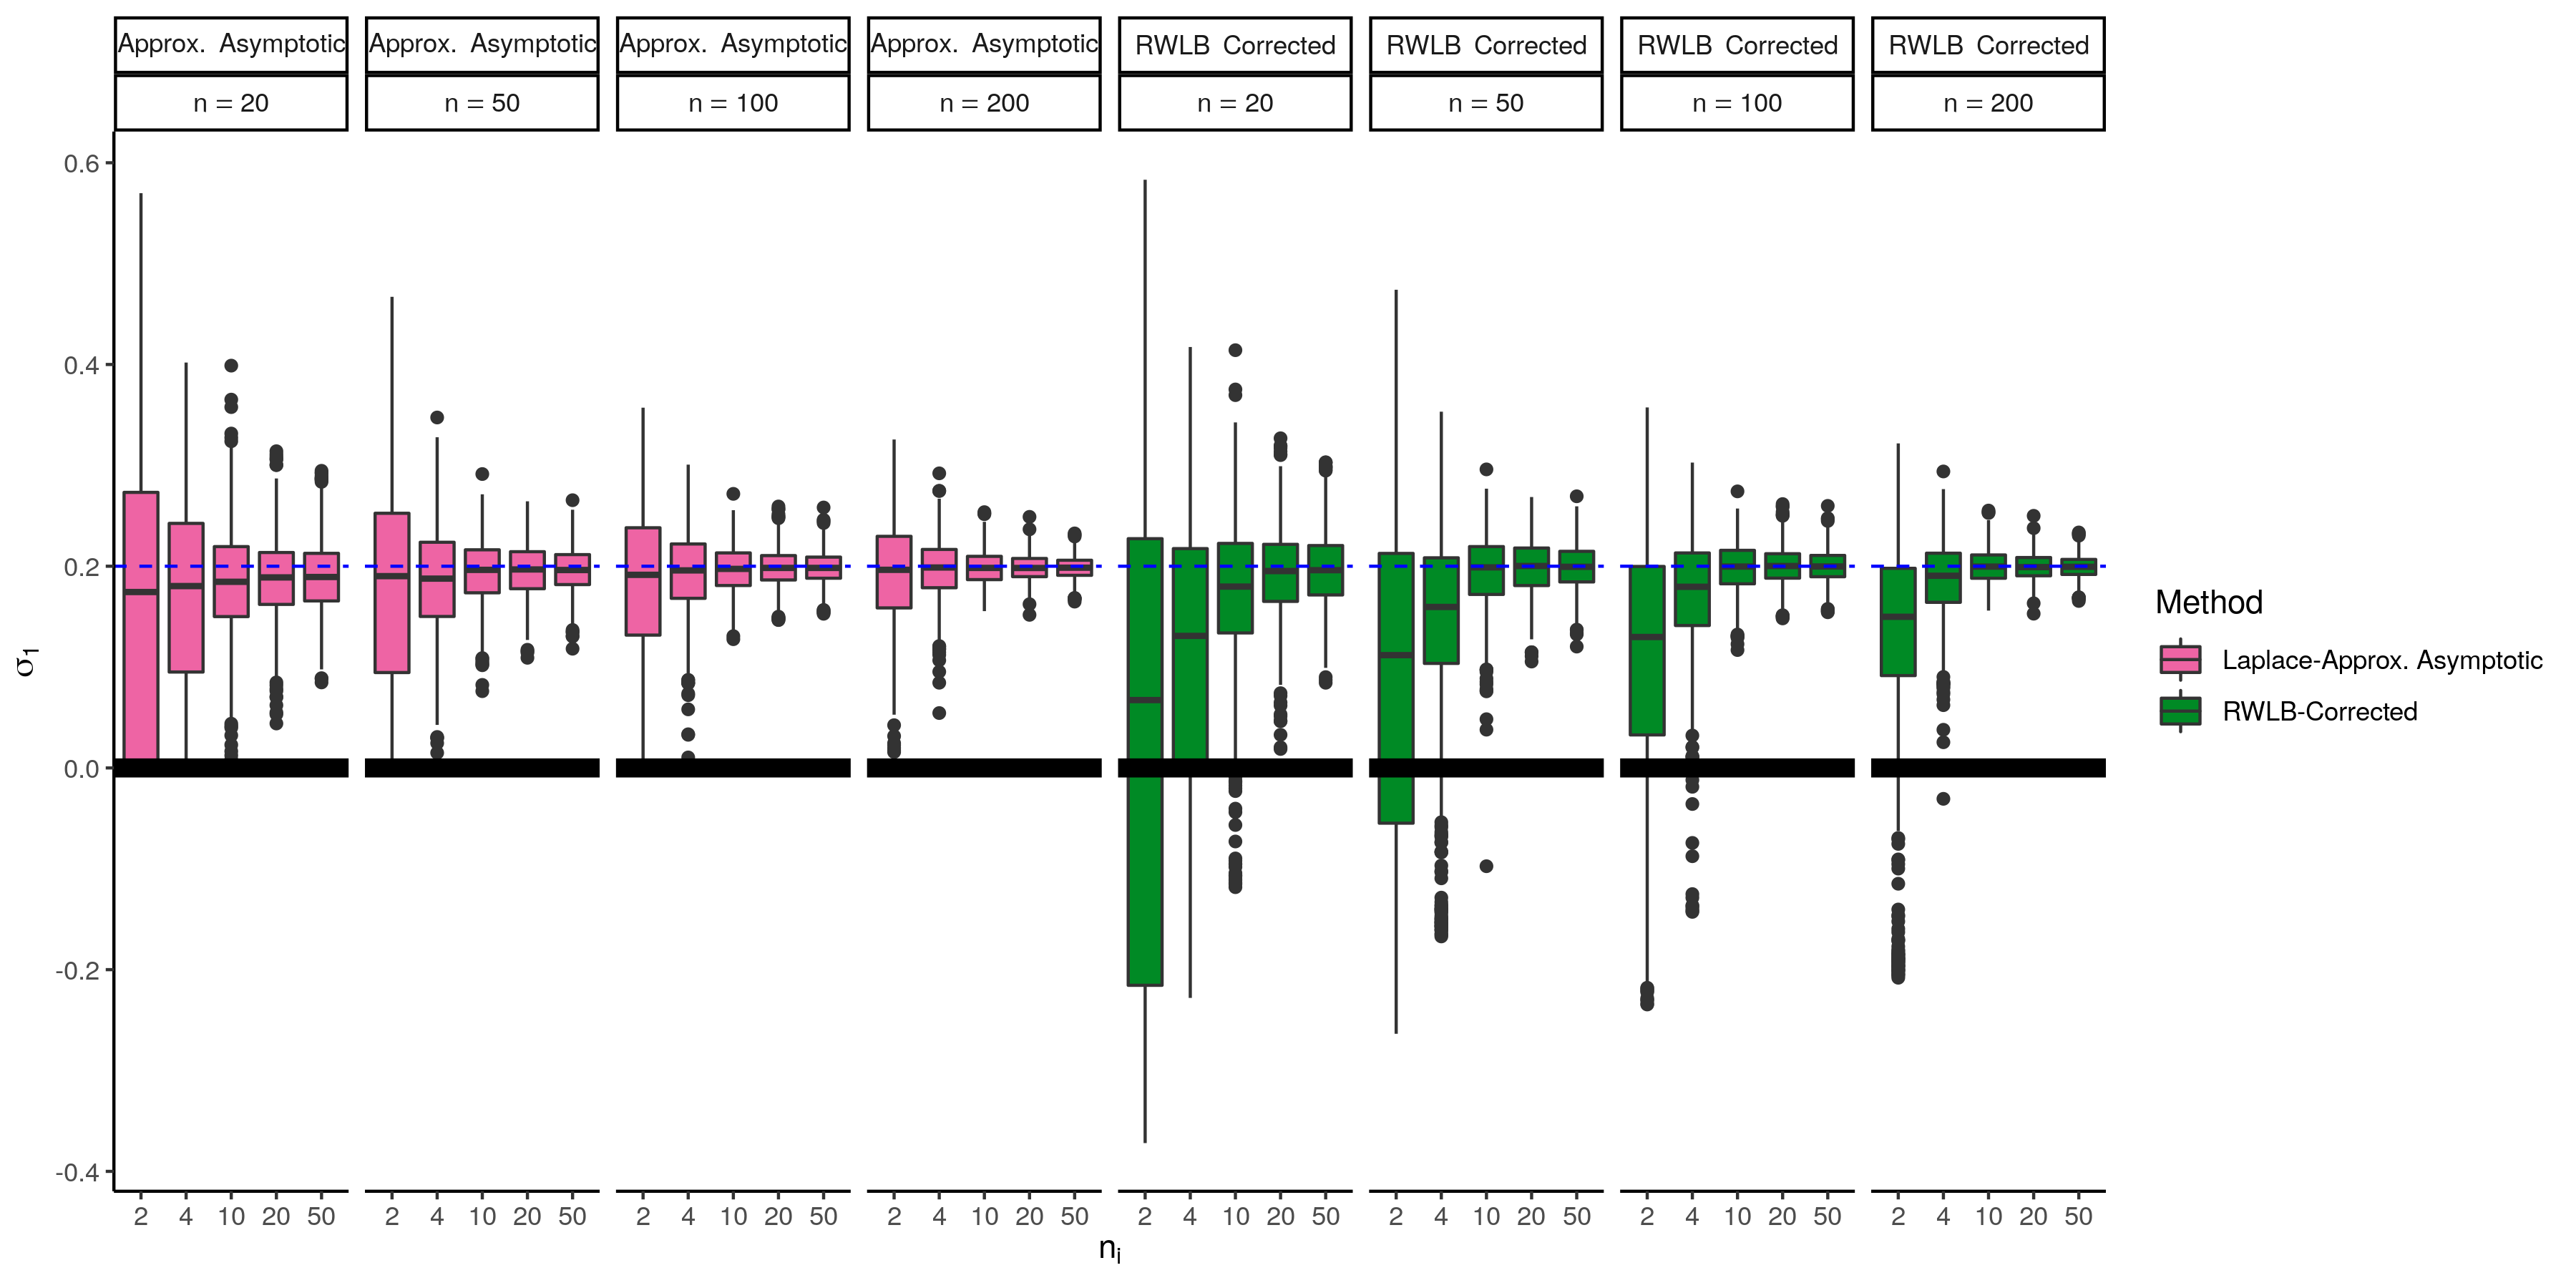 Approx. Asymptotic Approx. Asymptotic Approx. Asymptotic Approx. Asymptotic RWLB Corrected RWLB Corrected RWLB Corrected RWLB Corrected
n = 20 n = 50 n = 100 n = 200 n = 20 n = 50 n = 100 n = 200
0.6
0.4
0.2
0.0
-0.2
-0.4
σ1
2 4 10 20 50 2 4 10 20 50 2 4 10 20 50 2 4 10 20 50 2 4 10 20 50 2 4 10 20 50 2 4 10 20 50 2 4 10 20 50
ni
Method
Laplace-Approx. Asymptotic
RWLB-Corrected